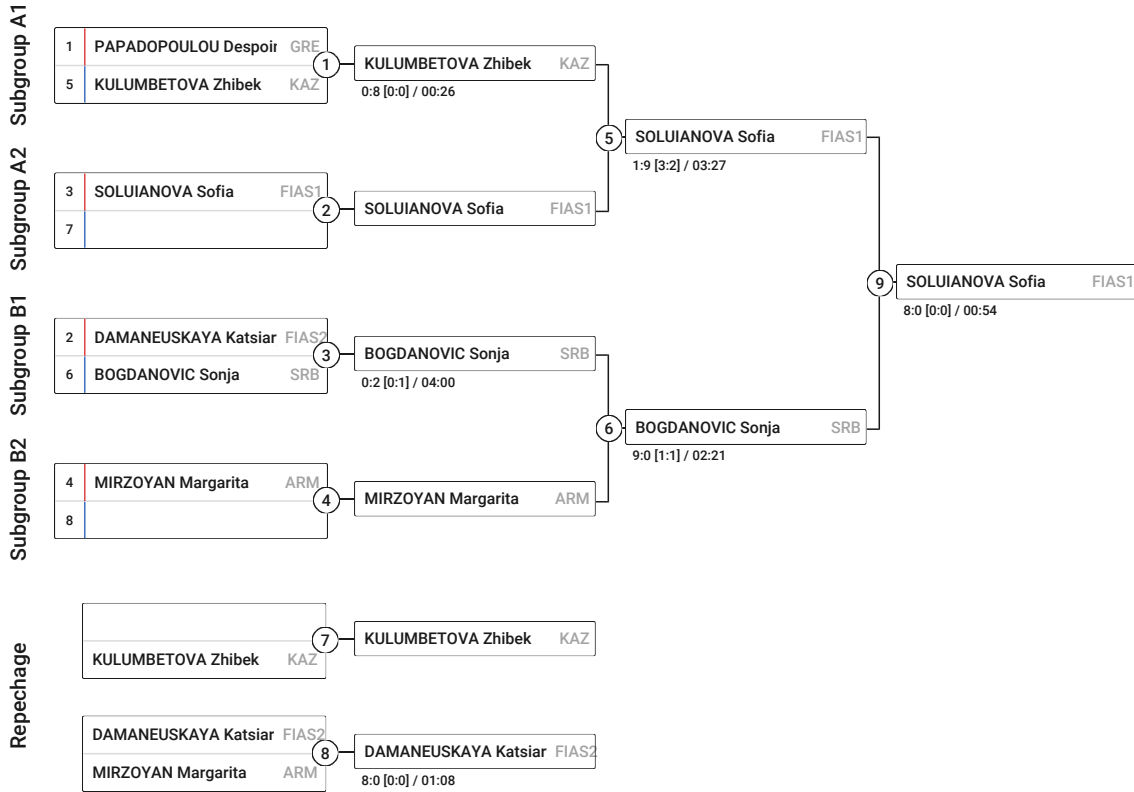 Subgroup A1
1 PAPADOPOULOU Despoir GRE
5 KULUMBETOVA Zhibek KAZ
1
KULUMBETOVA Zhibek KAZ
0:8 [0:0] / 00:26
Subgroup A2
3 SOLUIANOVA Sofia FIAS1
7
2
SOLUIANOVA Sofia FIAS1
5
SOLUIANOVA Sofia FIAS1
1:9 [3:2] / 03:27
Subgroup B1
2 DAMANEUSKAYA Katsiar FIAS2
6 BOGDANOVIC Sonja SRB
3
BOGDANOVIC Sonja SRB
0:2 [0:1] / 04:00
Subgroup B2
4 MIRZOYAN Margarita ARM
8
4
MIRZOYAN Margarita ARM
6
BOGDANOVIC Sonja SRB
9:0 [1:1] / 02:21
9
SOLUIANOVA Sofia FIAS1
8:0 [0:0] / 00:54
Repechage
KULUMBETOVA Zhibek KAZ
7
KULUMBETOVA Zhibek KAZ
DAMANEUSKAYA Katsiar FIAS2
MIRZOYAN Margarita ARM
8
DAMANEUSKAYA Katsiar FIAS2
8:0 [0:0] / 01:08